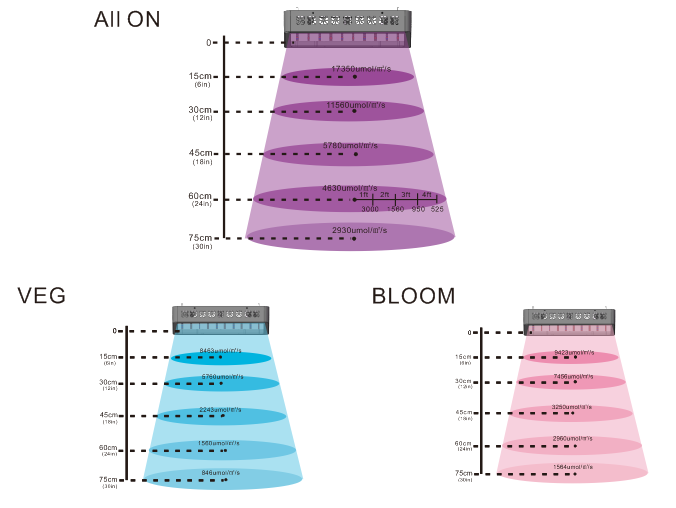 All ON
0
17350umol/㎡/s
15cm
(6in)
11560umol/㎡/s
30cm
(12in)
5780umol/㎡/s
45cm
(18in)
4630umol/㎡/s
60cm
(24in)
1ft 2ft 3ft 4ft
3000 1560 950 525
2930umol/㎡/s
75cm
(30in)
VEG
0
8453umol/㎡/s
15cm
(6in)
5760umol/㎡/s
30cm
(12in)
2243umol/㎡/s
45cm
(18in)
1560umol/㎡/s
60cm
(24in)
846umol/㎡/s
75cm
(30in)
BLOOM
0
9423umol/㎡/s
15cm
(6in)
7456umol/㎡/s
30cm
(12in)
3250umol/㎡/s
45cm
(18in)
2960umol/㎡/s
60cm
(24in)
1564umol/㎡/s
75cm
(30in)